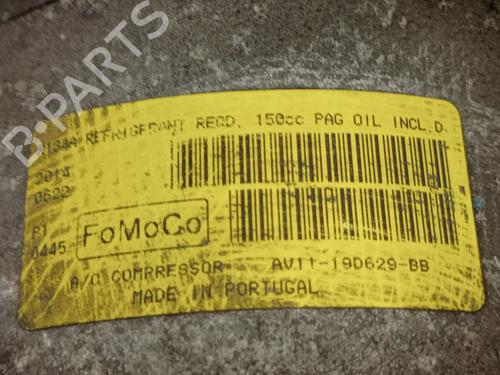 B-PARTS
R134A REFRIGERANT REQD. 150cc PAG OIL INCL.D
2014
0622
P1
0445
FoMoCo
A/C COMPRESSOR AV11-19D629-BB
MADE IN PORTUGAL